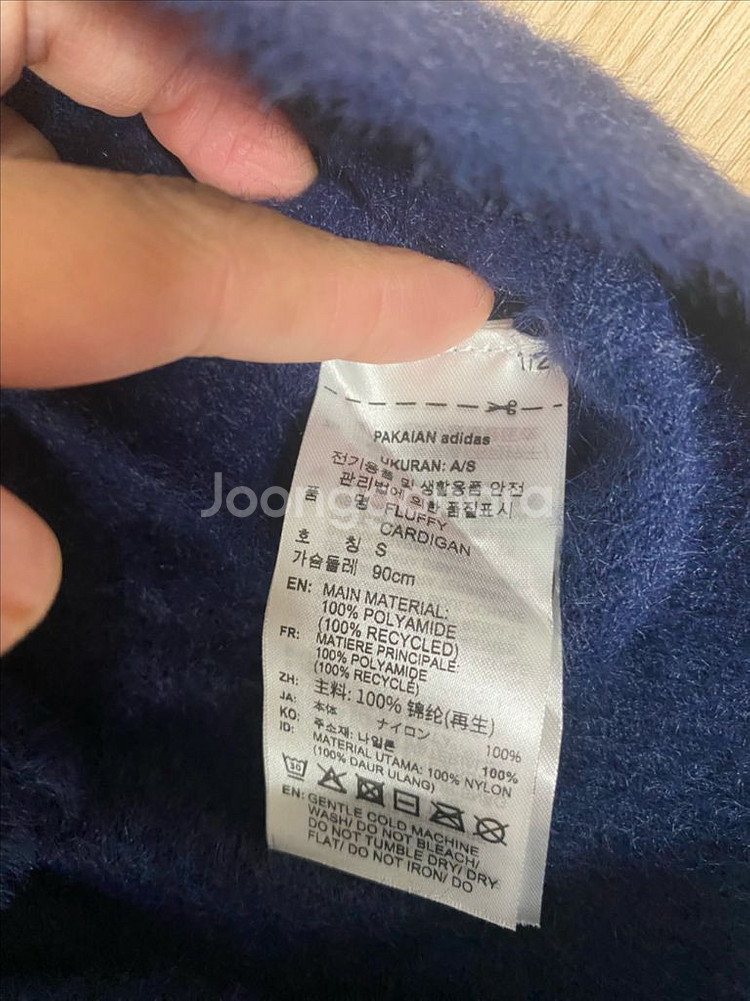 112
PAKAIAN adidas
UKURAN: A/S
전기용품 및 생활용품 안전
관리법에 의한 품질표시
품 명 FLUFFY
CARDIGAN
호 칭 S
가슴둘레 90cm
EN: MAIN MATERIAL:
100% POLYAMIDE
(100% RECYCLED)
FR: MATIERE PRINCIPALE:
100% POLYAMIDE
(100% RECYCLÉ)
ZH: 主料: 100% 锦纶(再生)
JA: 本体 ナイロン 100%
KO: 주소재: 나일론 100%
ID: MATERIAL UTAMA: 100% NYLON
(100% DAUR ULANG)
30
EN: GENTLE COLD MACHINE
WASH/ DO NOT BLEACH/
DO NOT TUMBLE DRY/ DRY
FLAT/ DO NOT IRON/ DO